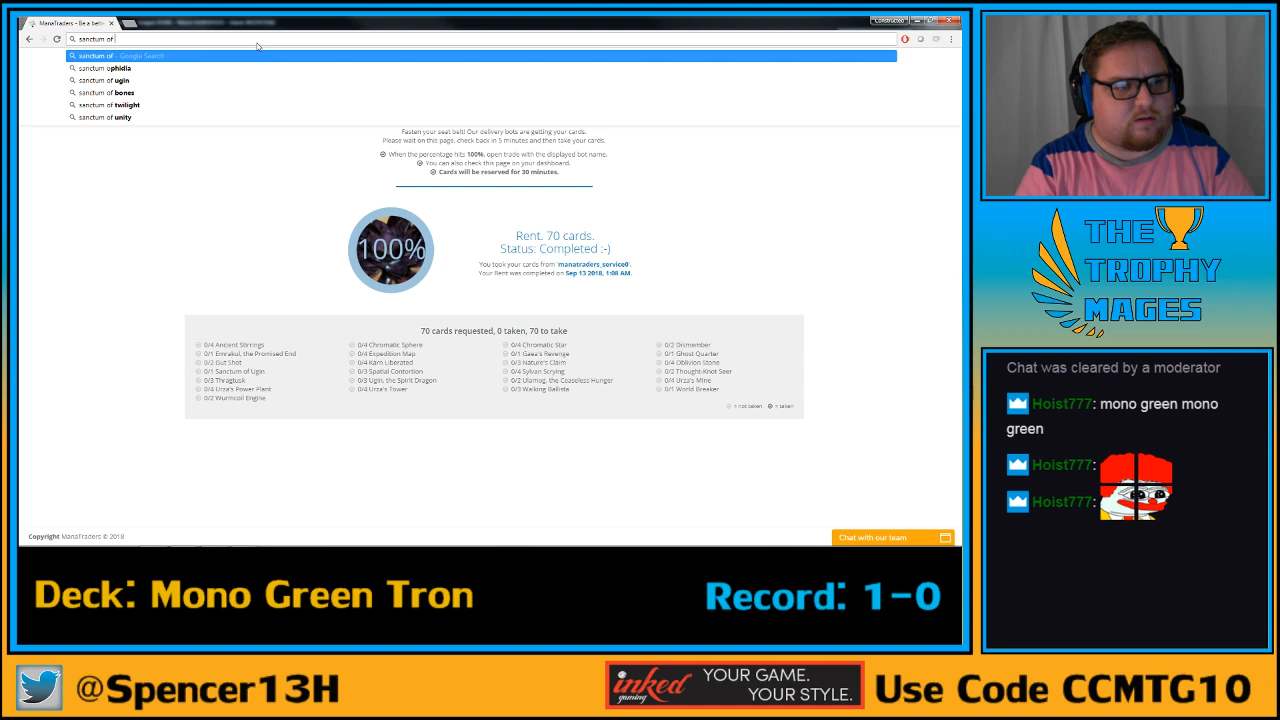 ManaTraders - Be a bette
Constructed
sanctum of
sanctum of - Google Search
sanctum ophidia
sanctum of ugin
sanctum of bones
sanctum of twilight
sanctum of unity
Fasten your seat belt! Our delivery bots are getting your cards.
Please wait on this page, check back in 5 minutes and then take your cards.
When the percentage hits 100%, open trade with the displayed bot name.
You can also check this page on your dashboard.
Cards will be reserved for 30 minutes.
100%
Rent. 70 cards.
Status: Completed :-)
You took your cards from 'manatraders_service0'.
Your Rent was completed on Sep 13 2018, 1:08 AM.
70 cards requested, 0 taken, 70 to take
0/4 Ancient Stirrings 0/4 Chromatic Sphere 0/4 Chromatic Star 0/2 Dismember
0/1 Emrakul, the Promised End 0/4 Expedition Map 0/1 Gaea's Revenge 0/1 Ghost Quarter
0/2 Gut Shot 0/4 Karn Liberated 0/3 Nature's Claim 0/4 Oblivion Stone
0/1 Sanctum of Ugin 0/3 Spatial Contortion 0/4 Sylvan Scrying 0/2 Thought-Knot Seer
0/3 Thragtusk 0/3 Ugin, the Spirit Dragon 0/2 Ulamog, the Ceaseless Hunger 0/4 Urza's Mine
0/4 Urza's Power Plant 0/4 Urza's Tower 0/3 Walking Ballista 0/1 World Breaker
0/2 Wurmcoil Engine
= not taken = taken
Copyright ManaTraders © 2018
Chat with our team
THE
TROPHY
MAGES
Chat was cleared by a moderator
Hoist777: mono green mono
green
Hoist777:
Hoist777:
Deck: Mono Green Tron
Record: 1-0
@Spencer13H
inked
gaming
YOUR GAME.
YOUR STYLE.
Use Code CCMTG10